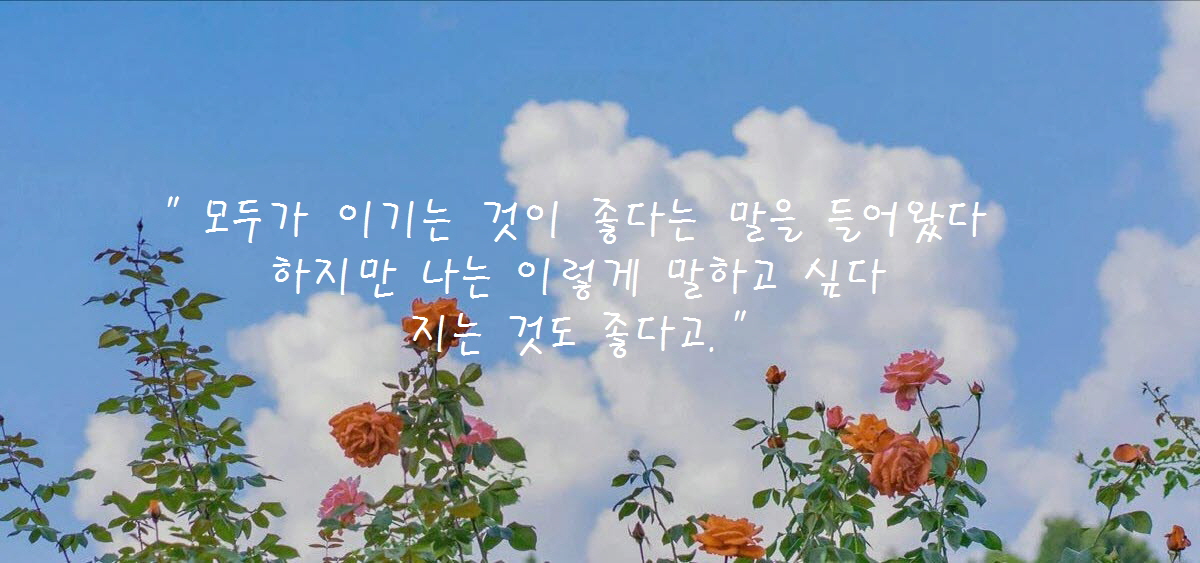 " 모두가 이기는 것이 좋다는 말을 들어왔다
하지만 나는 이렇게 말하고 싶다
지는 것도 좋다고. "